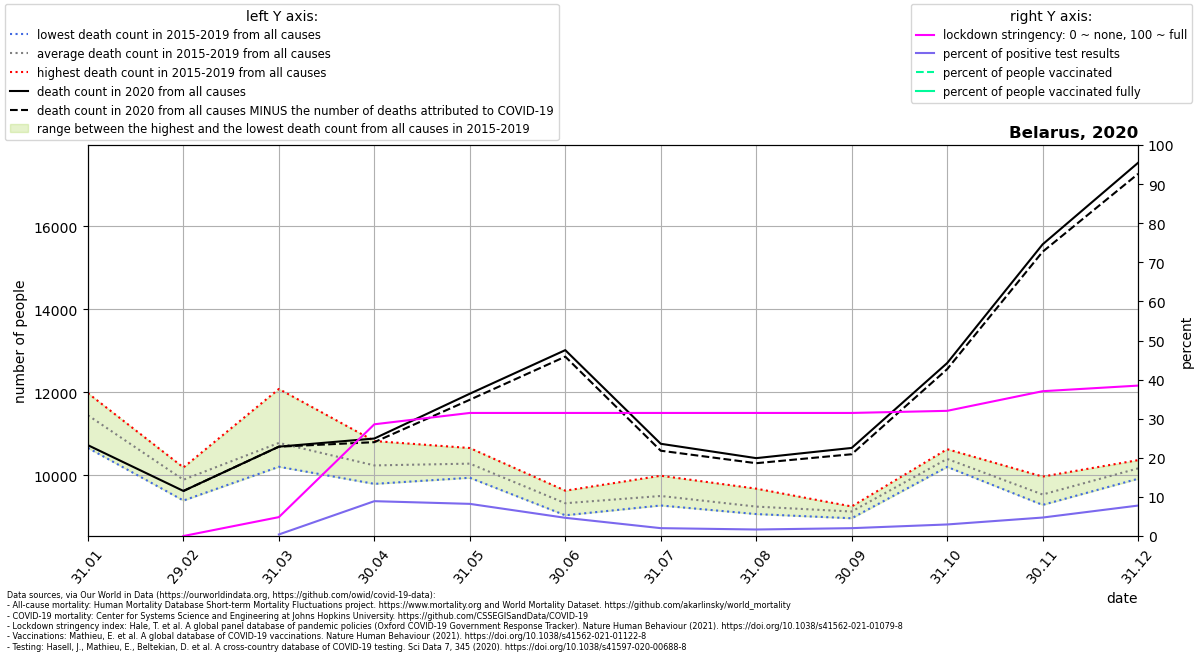 left Y axis:
lowest death count in 2015-2019 from all causes
average death count in 2015-2019 from all causes
highest death count in 2015-2019 from all causes
death count in 2020 from all causes
death count in 2020 from all causes MINUS the number of deaths attributed to COVID-19
range between the highest and the lowest death count from all causes in 2015-2019
right Y axis:
lockdown stringency: 0 ~ none, 100 ~ full
percent of positive test results
percent of people vaccinated
percent of people vaccinated fully
Belarus, 2020
number of people
16000
14000
12000
10000
100
90
80
70
60
50
40
30
20
10
0
percent
31.01
29.02
31.03
30.04
31.05
30.06
31.07
31.08
30.09
31.10
30.11
31.12
date
Data sources, via Our World in Data (https://ourworldindata.org, https://github.com/owid/covid-19-data):
- All-cause mortality: Human Mortality Database Short-term Mortality Fluctuations project. https://www.mortality.org and World Mortality Dataset. https://github.com/akarlinsky/world_mortality
- COVID-19 mortality: Center for Systems Science and Engineering at Johns Hopkins University. https://github.com/CSSEGISandData/COVID-19
- Lockdown stringency index: Hale, T. et al. A global panel database of pandemic policies (Oxford COVID-19 Government Response Tracker). Nature Human Behaviour (2021). https://doi.org/10.1038/s41562-021-01079-8
- Vaccinations: Mathieu, E. et al. A global database of COVID-19 vaccinations. Nature Human Behaviour (2021). https://doi.org/10.1038/s41562-021-01122-8
- Testing: Hasell, J., Mathieu, E., Beltekian, D. et al. A cross-country database of COVID-19 testing. Sci Data 7, 345 (2020). https://doi.org/10.1038/s41597-020-00688-8